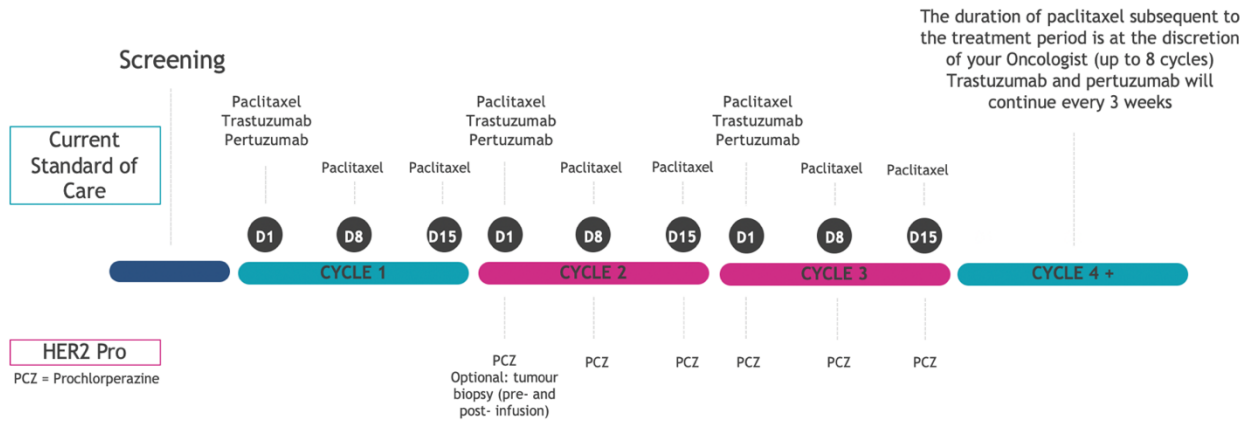 The duration of paclitaxel subsequent to
the treatment period is at the discretion
of your Oncologist (up to 8 cycles)
Trastuzumab and pertuzumab will
continue every 3 weeks
Screening
Current
Standard of
Care
Paclitaxel
Trastuzumab
Pertuzumab
Paclitaxel
Paclitaxel
Paclitaxel
Trastuzumab
Pertuzumab
Paclitaxel
Paclitaxel
Paclitaxel
Trastuzumab
Pertuzumab
Paclitaxel
Paclitaxel
D1
D8
D15
D1
D8
D15
D1
D8
D15
CYCLE 1
CYCLE 2
CYCLE 3
CYCLE 4 +
HER2 Pro
PCZ = Prochlorperazine
PCZ
Optional: tumour
biopsy (pre- and
post- infusion)
PCZ
PCZ
PCZ
PCZ
PCZ